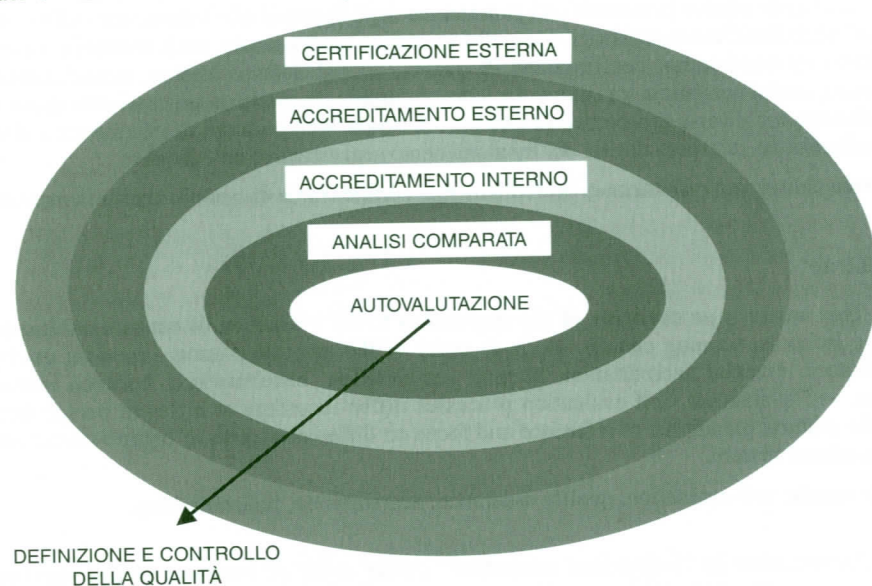 CERTIFICAZIONE ESTERNA
ACCREDITAMENTO ESTERNO
ACCREDITAMENTO INTERNO
ANALISI COMPARATA
AUTOVALUTAZIONE
DEFINIZIONE E CONTROLLO
DELLA QUALITÀ